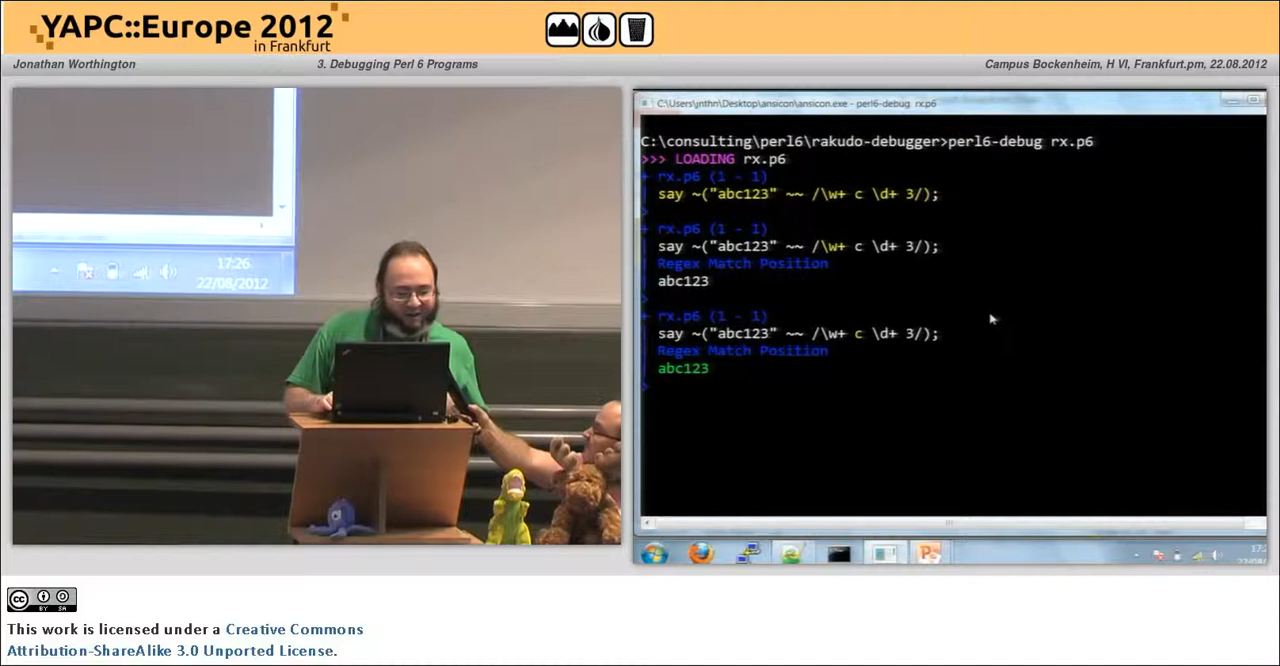 YAPC::Europe 2012
in Frankfurt
Jonathan Worthington
3. Debugging Perl 6 Programs
Campus Bockenheim, H VI, Frankfurt.pm, 22.08.2012
17:26
22/08/2012
C:\Users\jnthn\Desktop\ansicon\ansicon.exe - perl6-debug rx.p6
C:\consulting\perl6\rakudo-debugger>perl6-debug rx.p6
>>> LOADING rx.p6
+ rx.p6 (1 - 1)
| say ~("abc123" ~~ /\w+ c \d+ 3/);
>
+ rx.p6 (1 - 1)
| say ~("abc123" ~~ /\w+ c \d+ 3/);
| Regex Match Position
| abc123
>
+ rx.p6 (1 - 1)
| say ~("abc123" ~~ /\w+ c \d+ 3/);
| Regex Match Position
| abc123
>
cc BY SA
This work is licensed under a Creative Commons
Attribution-ShareAlike 3.0 Unported License.